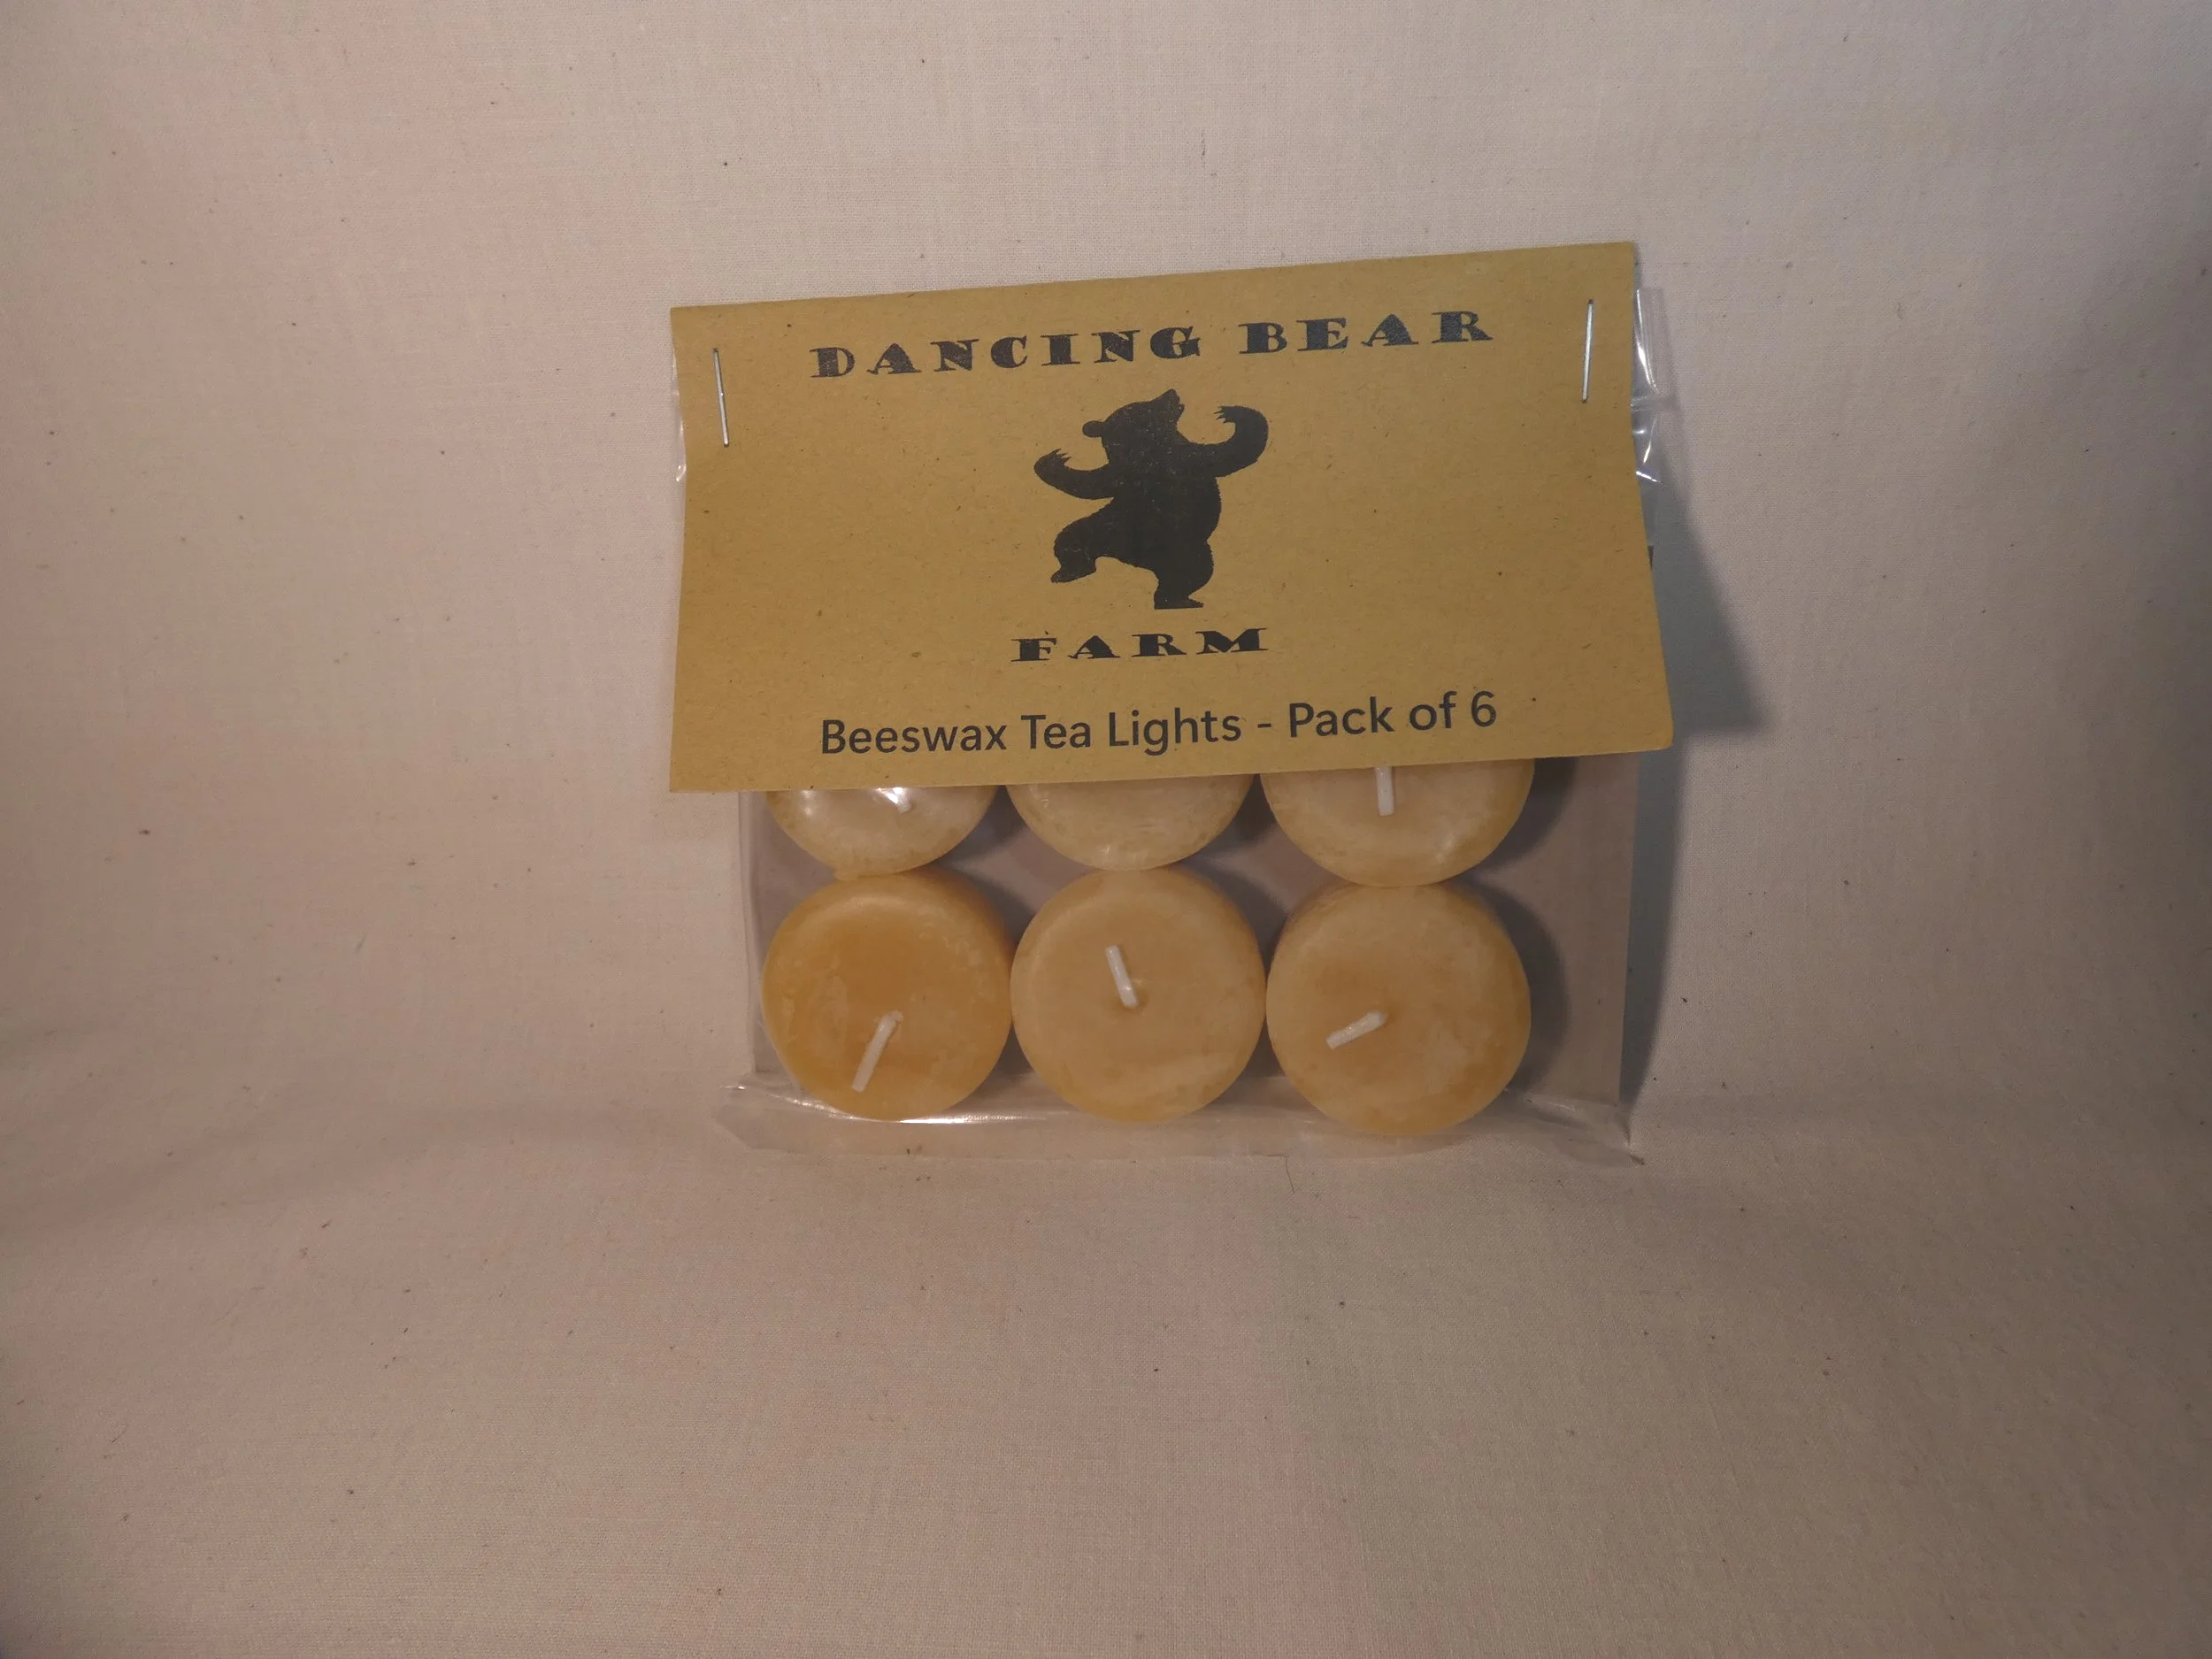 DANCING BEAR
FARM
Beeswax Tea Lights - Pack of 6